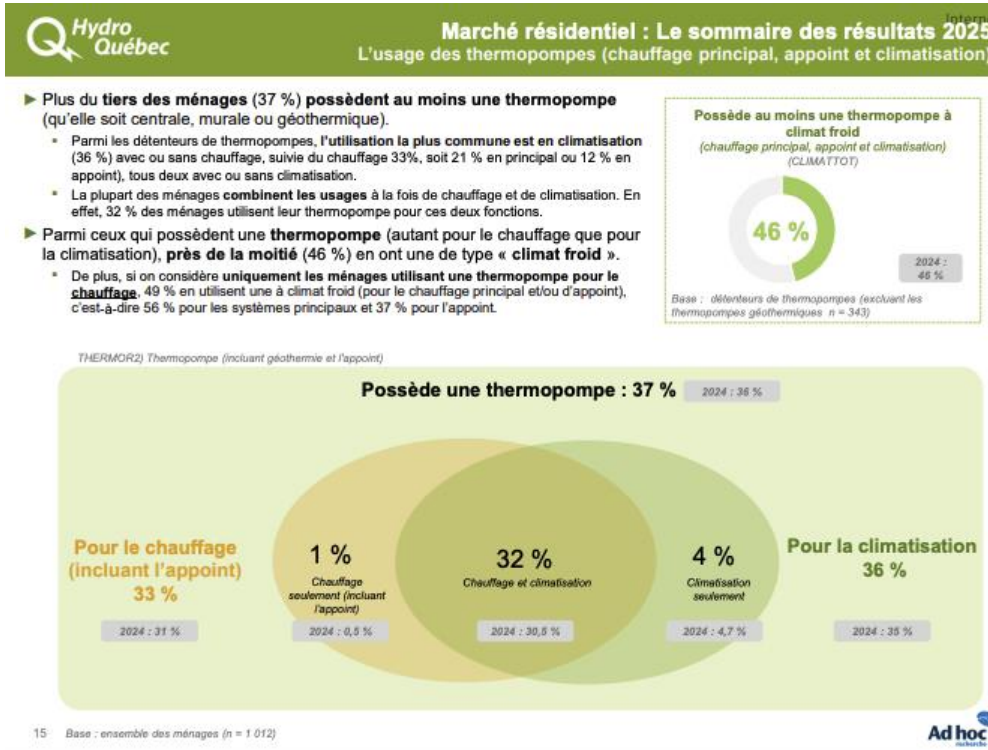 Interne
Hydro
Québec
Marché résidentiel : Le sommaire des résultats 2025
L'usage des thermopompes (chauffage principal, appoint et climatisation)
► Plus du tiers des ménages (37 %) possèdent au moins une thermopompe
(qu'elle soit centrale, murale ou géothermique).
▪ Parmi les détenteurs de thermopompes, l'utilisation la plus commune est en climatisation
(36 %) avec ou sans chauffage, suivie du chauffage 33%, soit 21 % en principal ou 12 % en
appoint), tous deux avec ou sans climatisation.
▪ La plupart des ménages combinent les usages à la fois de chauffage et de climatisation. En
effet, 32 % des ménages utilisent leur thermopompe pour ces deux fonctions.
► Parmi ceux qui possèdent une thermopompe (autant pour le chauffage que pour
la climatisation), près de la moitié (46 %) en ont une de type « climat froid ».
▪ De plus, si on considère uniquement les ménages utilisant une thermopompe pour le
chauffage, 49 % en utilisent une à climat froid (pour le chauffage principal et/ou d'appoint),
c'est-à-dire 56 % pour les systèmes principaux et 37 % pour l'appoint.
Possède au moins une thermopompe à
climat froid
(chauffage principal, appoint et climatisation)
(CLIMATTOT)
46 %
2024 :
46 %
Base : détenteurs de thermopompes (excluant les
thermopompes géothermiques n = 343)
THERMOR2) Thermopompe (incluant géothermie et l'appoint)
Possède une thermopompe : 37 %
2024 : 36 %
Pour le chauffage
(incluant l'appoint)
33 %
2024 : 31 %
1 %
Chauffage
seulement (incluant
l'appoint)
2024 : 0,5 %
32 %
Chauffage et climatisation
2024 : 30,5 %
4 %
Climatisation
seulement
2024 : 4,7 %
Pour la climatisation
36 %
2024 : 35 %
15 Base : ensemble des ménages (n = 1 012)
Ad hoc
recherche